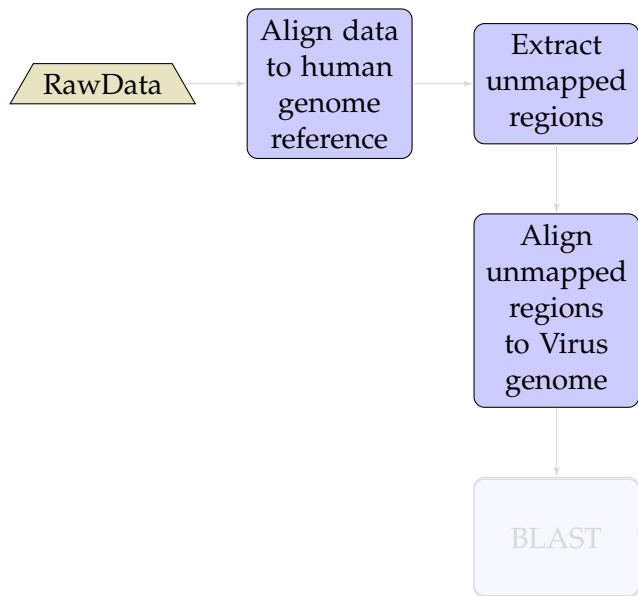 RawData
Align data
to human
genome
reference
Extract
unmapped
regions
Align
unmapped
regions
to Virus
genome
BLAST